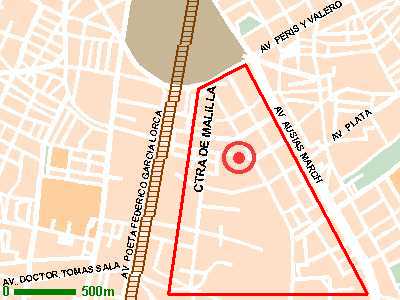 AV. PERIS Y VALERO
AV. PLATA
AV. AUSIAS MARCH
CTRA DE MALILLA
AV. POETA FEDERICO GARCIA LORCA
AV. DOCTOR TOMAS SALA
0 500m